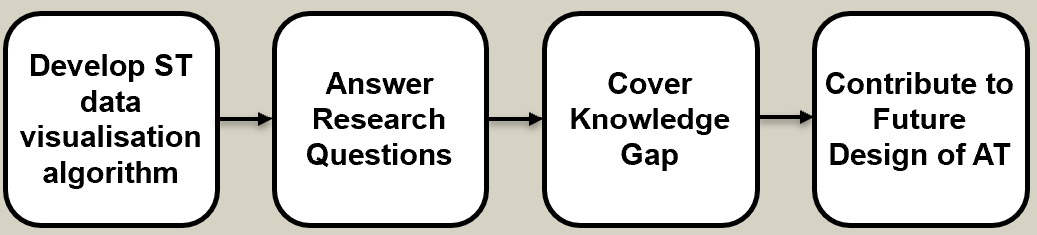 Develop ST
data
visualisation
algorithm
Answer
Research
Questions
Cover
Knowledge
Gap
Contribute to
Future
Design of AT